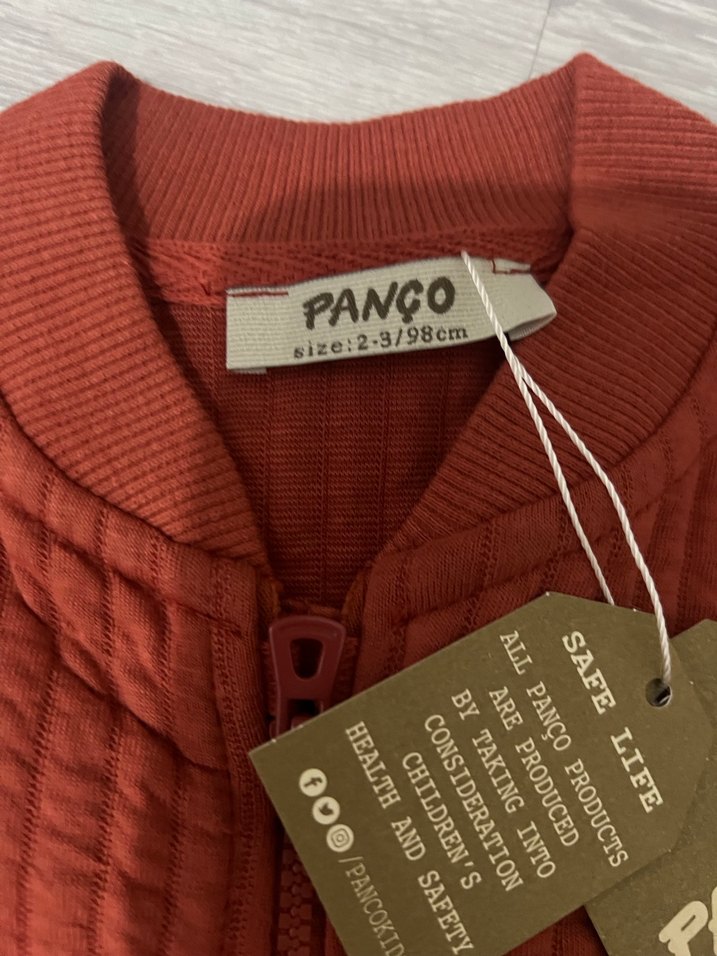 PANÇO
size:2-3/98cm
SAFE LIFE
ALL PANÇO PRODUCTS
ARE PRODUCED
BY TAKING INTO
CONSIDERATION
CHILDREN'S
HEALTH AND SAFETY
/PANCOKID